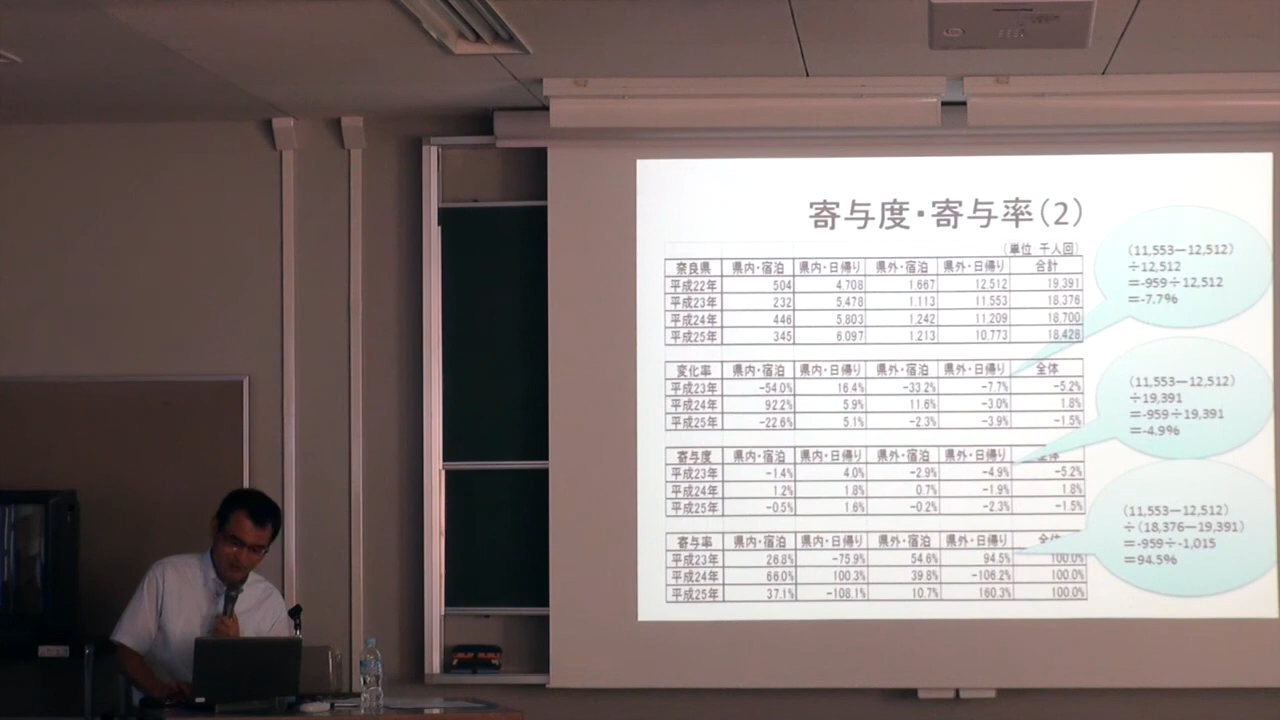 寄与度・寄与率(2)
(単位 千人回)
奈良県 県内・宿泊 県内・日帰り 県外・宿泊 県外・日帰り 合計
平成22年 504 4,708 1,667 12,512 19,391
平成23年 232 5,478 1,113 11,553 18,376
平成24年 446 5,803 1,242 11,209 18,700
平成25年 345 6,097 1,213 10,773 18,428
変化率 県内・宿泊 県内・日帰り 県外・宿泊 県外・日帰り 全体
平成23年 -54.0% 16.4% -33.2% -7.7% -5.2%
平成24年 92.2% 5.9% 11.6% -3.0% 1.8%
平成25年 -22.6% 5.1% -2.3% -3.9% -1.5%
寄与度 県内・宿泊 県内・日帰り 県外・宿泊 県外・日帰り 全体
平成23年 -1.4% 4.0% -2.9% -4.9% -5.2%
平成24年 1.2% 1.8% 0.7% -1.9% 1.8%
平成25年 -0.5% 1.6% -0.2% -2.3% -1.5%
寄与率 県内・宿泊 県内・日帰り 県外・宿泊 県外・日帰り 全体
平成23年 26.8% -75.9% 54.6% 94.5% 100.0%
平成24年 66.0% 100.3% 39.8% -106.2% 100.0%
平成25年 37.1% -108.1% 10.7% 160.3% 100.0%
(11,553－12,512)
÷12,512
＝-959÷12,512
＝-7.7%
(11,553－12,512)
÷19,391
＝-959÷19,391
＝-4.9%
(11,553－12,512)
÷(18,376－19,391)
＝-959÷-1,015
＝94.5%